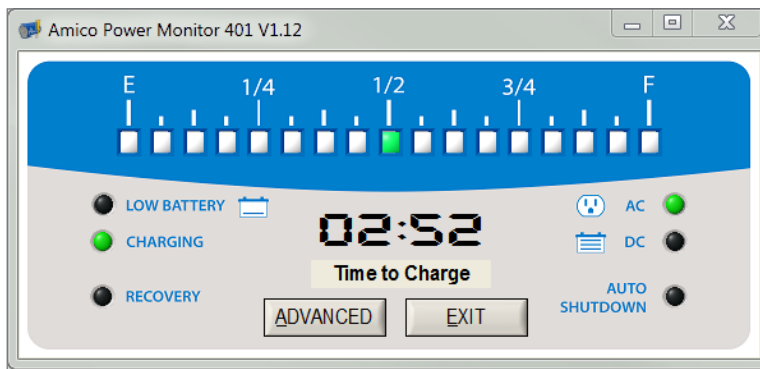 Amico Power Monitor 401 V1.12
E 1/4 1/2 3/4 F
LOW BATTERY
AC
02:52
CHARGING
DC
Time to Charge
RECOVERY
AUTO
SHUTDOWN
ADVANCED
EXIT